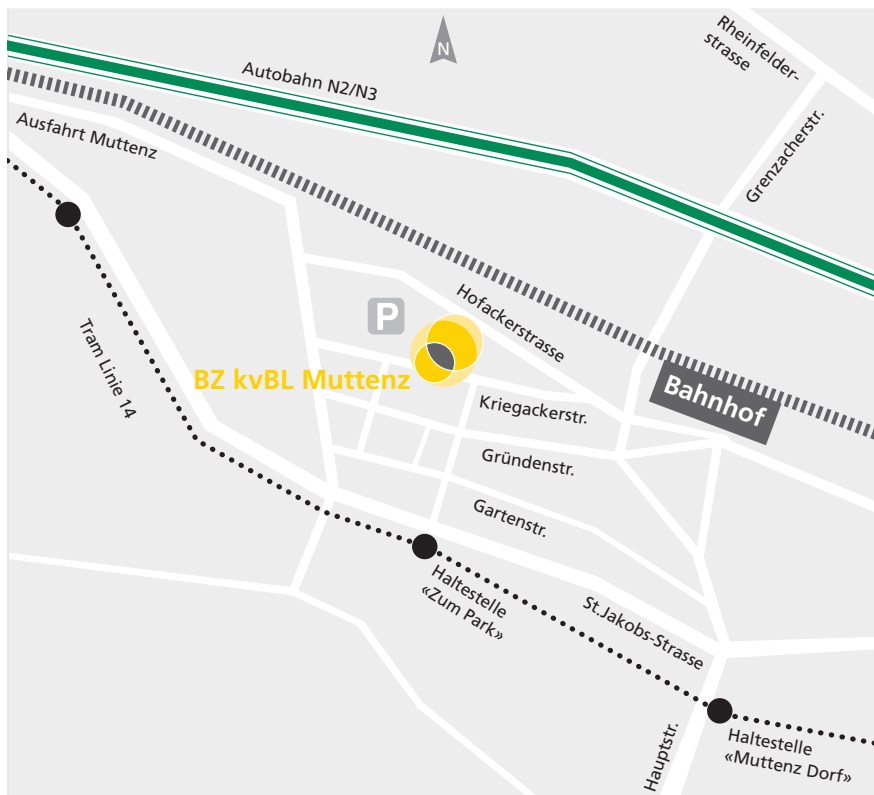 N
Rheinfelder-
strasse
Autobahn N2/N3
Ausfahrt Muttenz
Grenzacherstr.
P
Hofackerstrasse
Tram Linie 14
BZ kvBL Muttenz
Bahnhof
Kriegackerstr.
Gründenstr.
Gartenstr.
Haltestelle
«Zum Park»
St.Jakobs-Strasse
Hauptstr.
Haltestelle
«Muttenz Dorf»